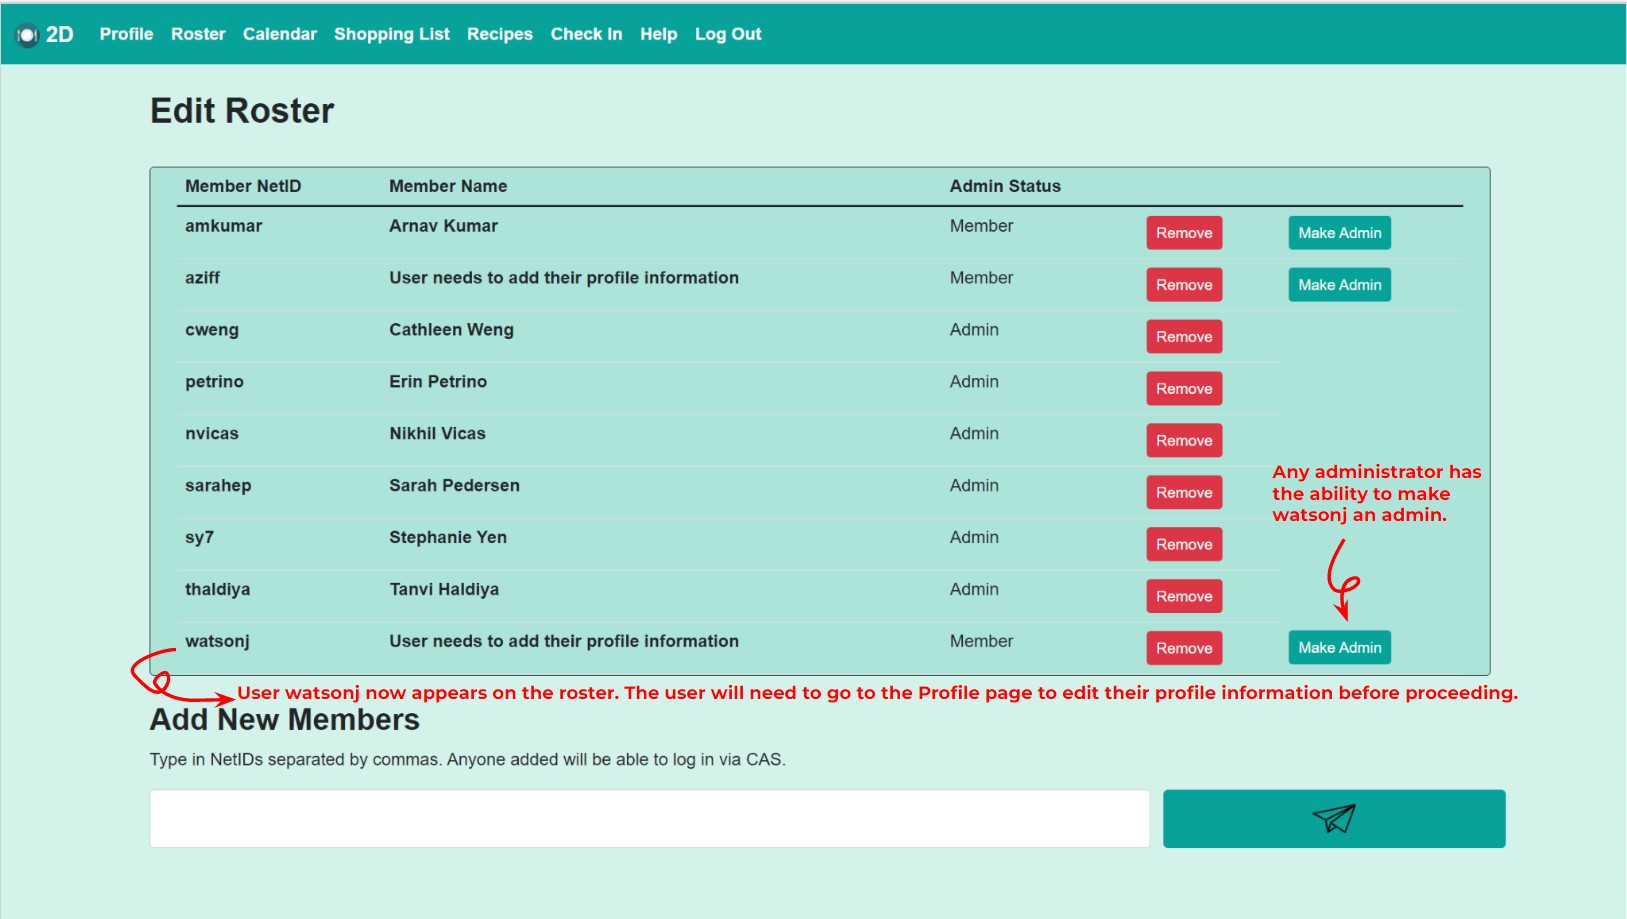 2D Profile Roster Calendar Shopping List Recipes Check In Help Log Out
Edit Roster
Member NetID Member Name Admin Status
amkumar Arnav Kumar Member Remove Make Admin
aziff User needs to add their profile information Member Remove Make Admin
cweng Cathleen Weng Admin Remove
petrino Erin Petrino Admin Remove
nvicas Nikhil Vicas Admin Remove
sarahep Sarah Pedersen Admin Remove
sy7 Stephanie Yen Admin Remove
thaldiya Tanvi Haldiya Admin Remove
Any administrator has
the ability to make
watsonj an admin.
watsonj User needs to add their profile information Member Remove Make Admin
User watsonj now appears on the roster. The user will need to go to the Profile page to edit their profile information before proceeding.
Add New Members
Type in NetIDs separated by commas. Anyone added will be able to log in via CAS.